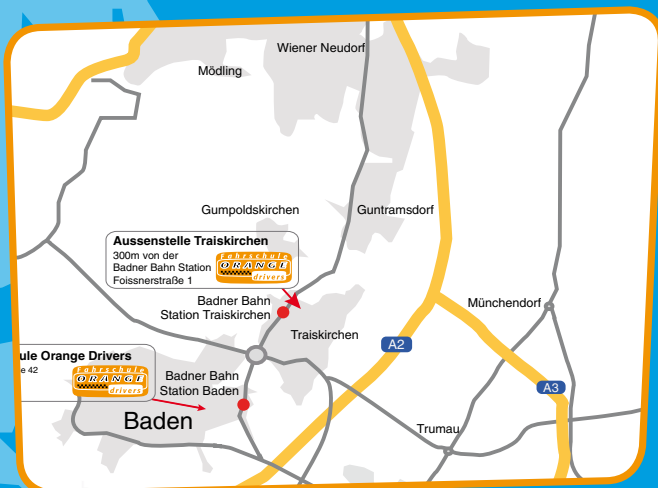 Wiener Neudorf
Mödling
Gumpoldskirchen
Guntramsdorf
Aussenstelle Traiskirchen
300m von der
Badner Bahn Station
Foissnerstraße 1
Fahrschule
ORANGE
drivers
Badner Bahn
Station Traiskirchen
Münchendorf
Traiskirchen
A2
ule Orange Drivers
e 42
Fahrschule
ORANGE
drivers
Badner Bahn
Station Baden
A3
Baden
Trumau